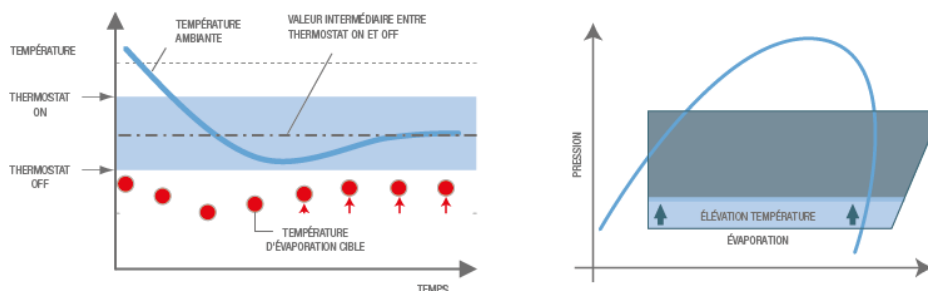 TEMPÉRATURE
AMBIANTE
VALEUR INTERMÉDIAIRE ENTRE
THERMOSTAT ON ET OFF
TEMPÉRATURE
THERMOSTAT
ON
THERMOSTAT
OFF
TEMPÉRATURE
D'ÉVAPORATION CIBLE
TEMPS
PRESSION
ÉLÉVATION TEMPÉRATURE
ÉVAPORATION